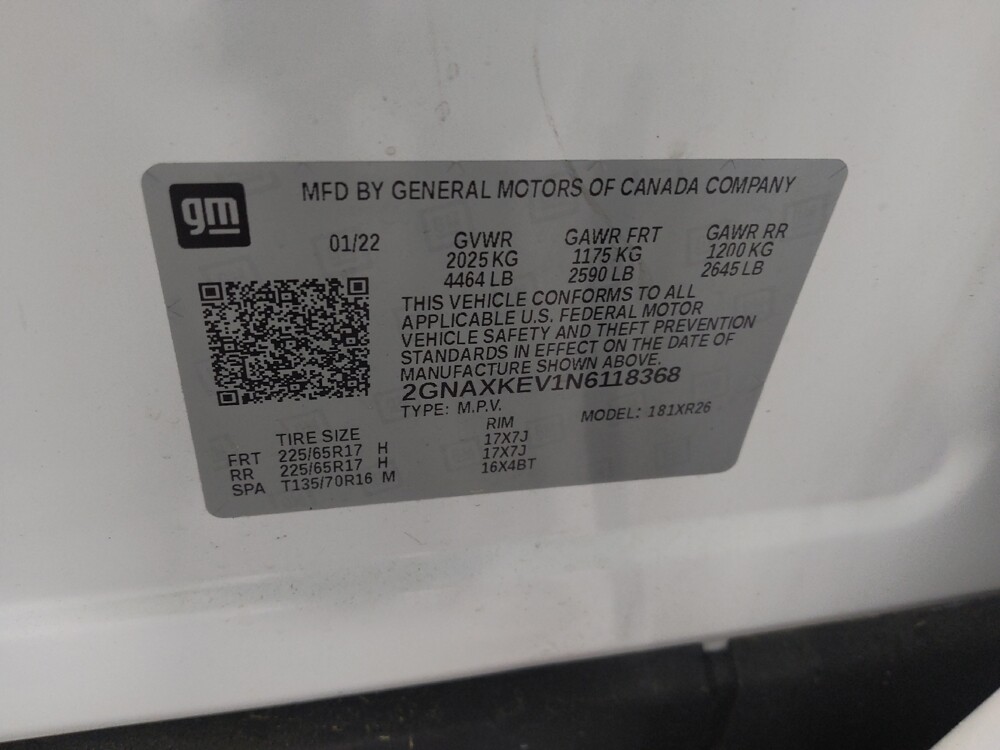 gm
MFD BY GENERAL MOTORS OF CANADA COMPANY
01/22 GVWR GAWR FRT GAWR RR
2025 KG 1175 KG 1200 KG
4464 LB 2590 LB 2645 LB
THIS VEHICLE CONFORMS TO ALL
APPLICABLE U.S. FEDERAL MOTOR
VEHICLE SAFETY AND THEFT PREVENTION
STANDARDS IN EFFECT ON THE DATE OF
MANUFACTURE SHOWN ABOVE.
2GNAXKEV1N6118368
TYPE: M.P.V. MODEL: 181XR26
TIRE SIZE RIM
FRT 225/65R17 H 17X7J
RR 225/65R17 H 17X7J
SPA T135/70R16 M 16X4BT